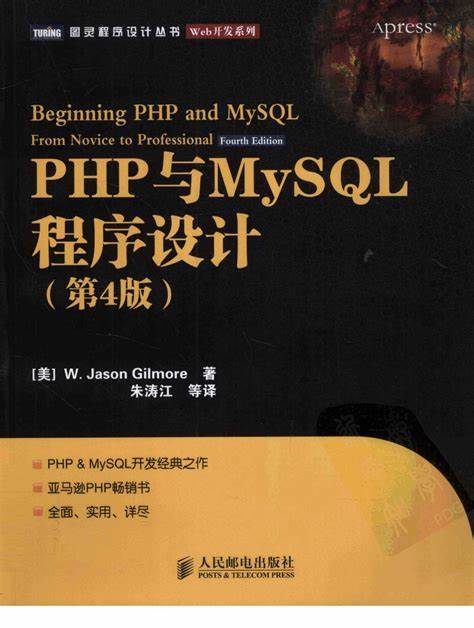 TURING 图灵程序设计丛书 Web开发系列
Apress®
Beginning PHP and MySQL
From Novice to Professional Fourth Edition
PHP与MySQL
程序设计
（第4版）
[美] W. Jason Gilmore 著
朱涛江 等译
PHP & MySQL开发经典之作
亚马逊PHP畅销书
全面、实用、详尽
人民邮电出版社
POSTS & TELECOM PRESS